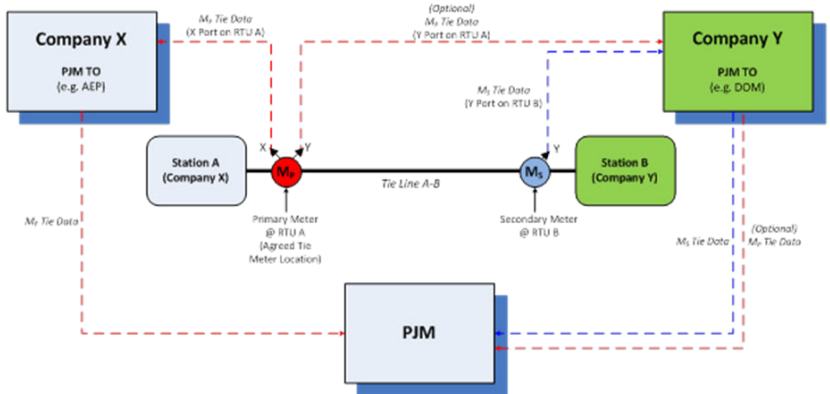 Company X
PJM TO
(e.g. AEP)
Mₚ Tie Data
(X Port on RTU A)
(Optional)
Mₚ Tie Data
(Y Port on RTU A)
Company Y
PJM TO
(e.g. DOM)
Mₛ Tie Data
(Y Port on RTU B)
Station A
(Company X)
X
Y
Mₚ
Tie Line A-B
Y
Mₛ
Station B
(Company Y)
Primary Meter
@ RTU A
(Agreed Tie
Meter Location)
Secondary Meter
@ RTU B
Mₚ Tie Data
Mₛ Tie Data
(Optional)
Mₚ Tie Data
PJM